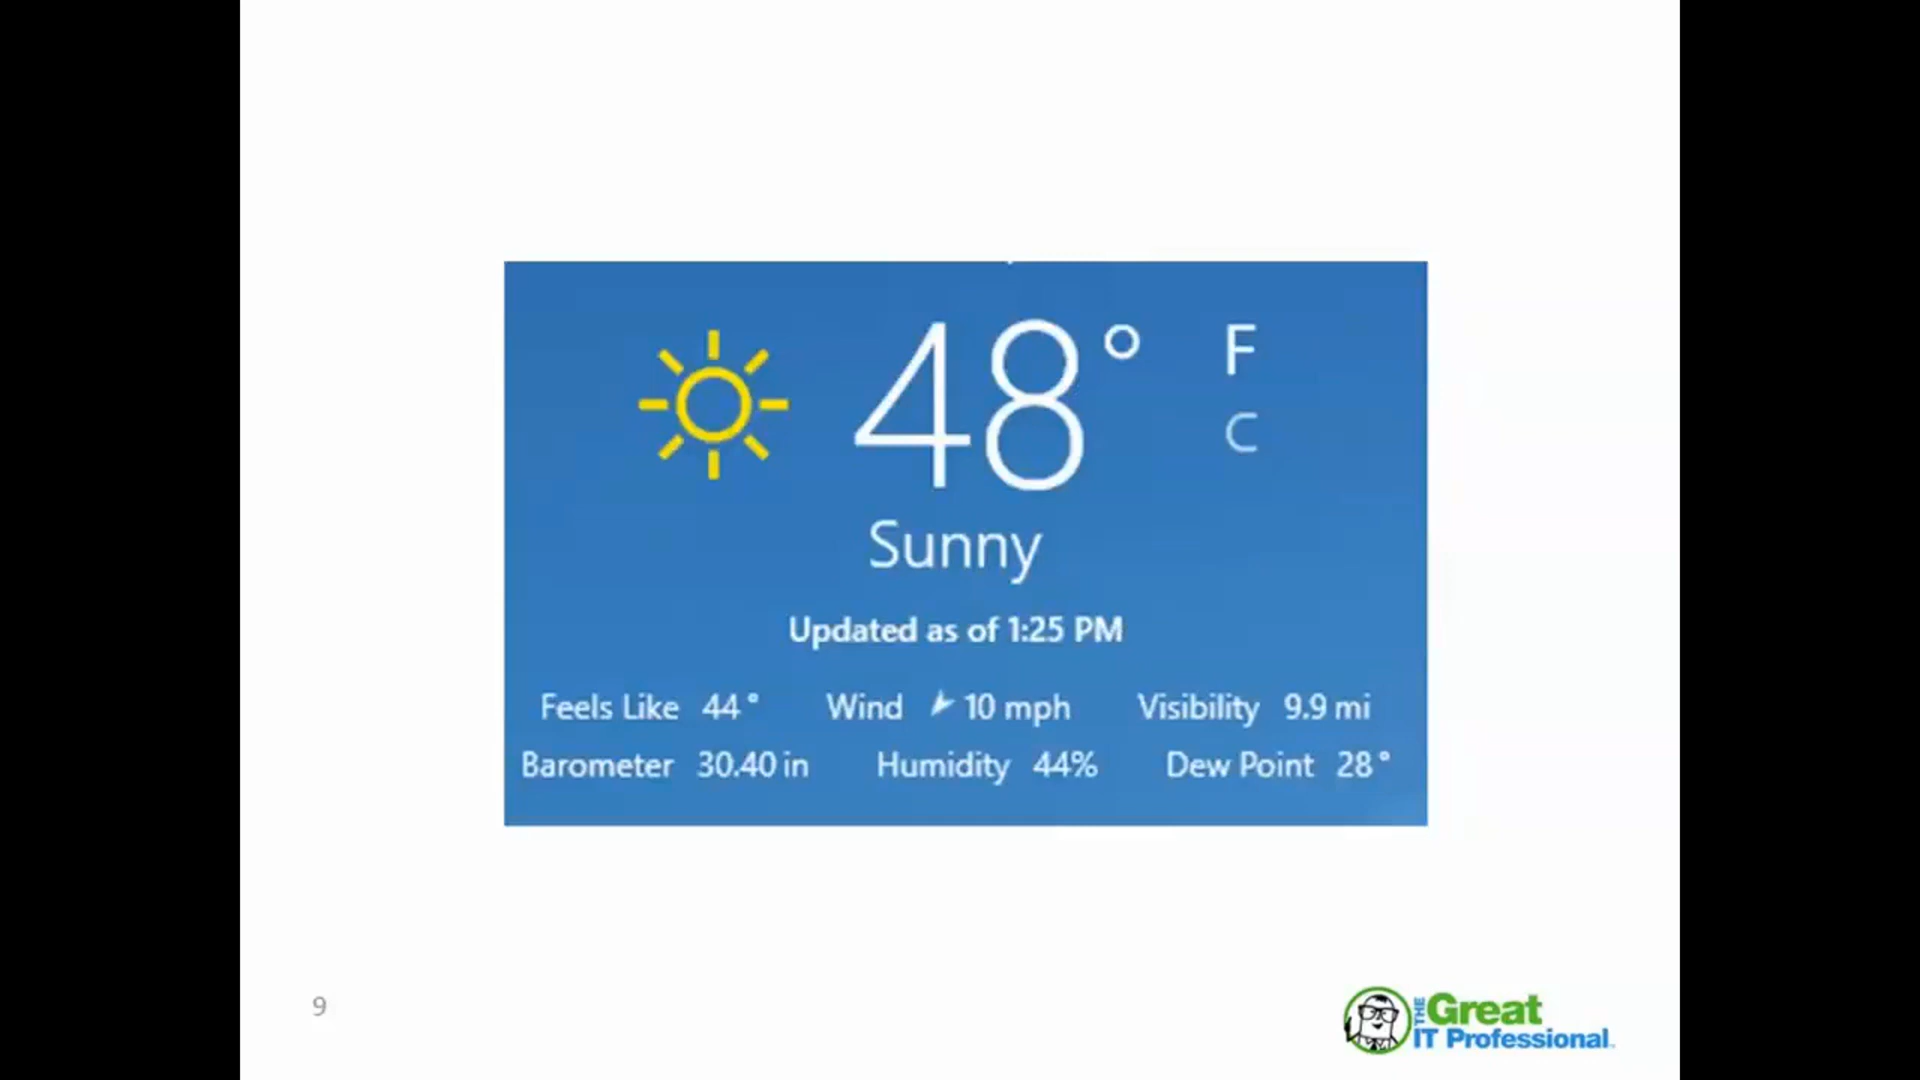 48° F
C
Sunny
Updated as of 1:25 PM
Feels Like 44° Wind 10 mph Visibility 9.9 mi
Barometer 30.40 in Humidity 44% Dew Point 28°
9
THE Great
IT Professional